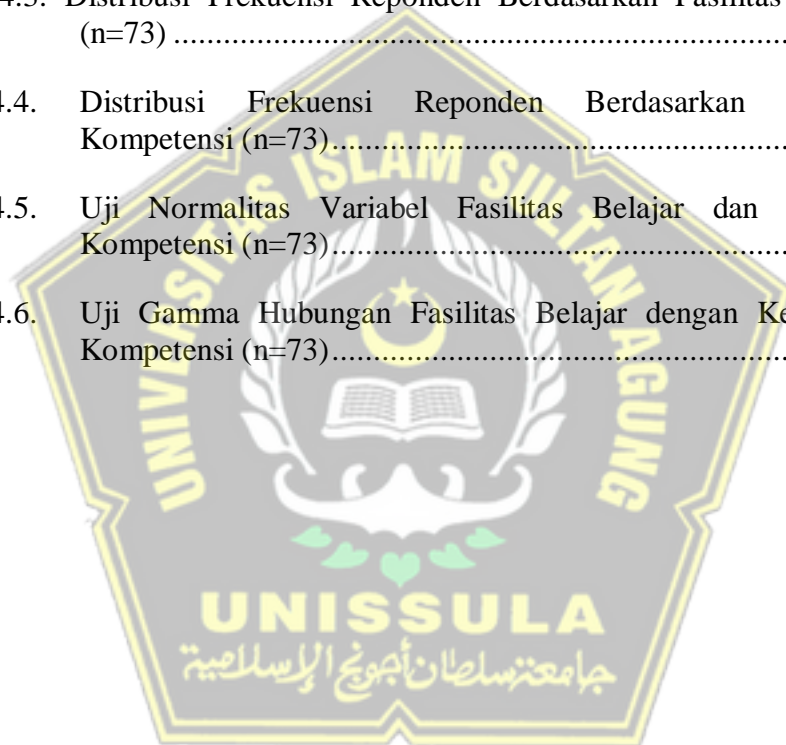 4.3. Distribusi Frekuensi Reponden Berdasarkan Fasilitas
(n=73) ........................................................................
4.4. Distribusi Frekuensi Reponden Berdasarkan
Kompetensi (n=73)......................................................
4.5. Uji Normalitas Variabel Fasilitas Belajar dan
Kompetensi (n=73)......................................................
4.6. Uji Gamma Hubungan Fasilitas Belajar dengan
Kompetensi (n=73)......................................................
UNIVERSITAS ISLAM SULTAN AGUNG
UNISSULA
جامعة سلطان أجونج الإسلامية